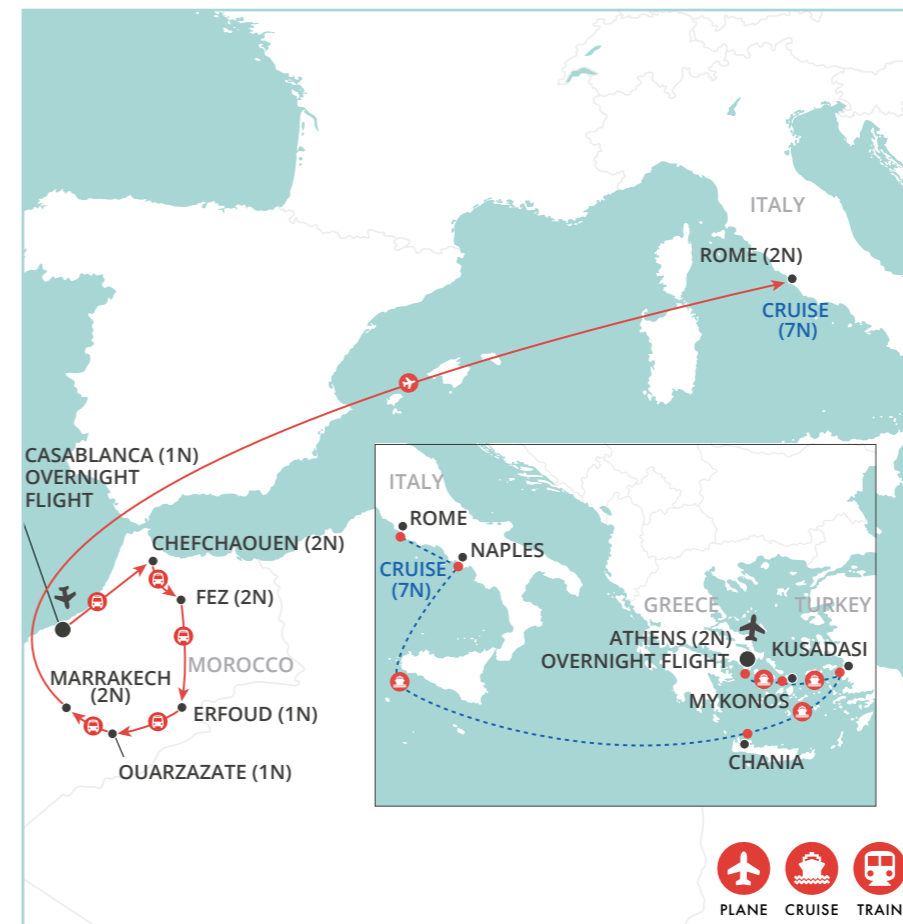 ITALY
ROME (2N)
CRUISE
(7N)
CASABLANCA (1N)
OVERNIGHT
FLIGHT
CHEFCHAOUEN (2N)
FEZ (2N)
MOROCCO
MARRAKECH
(2N)
ERFOUD (1N)
OUARZAZATE (1N)
ITALY
ROME
NAPLES
CRUISE
(7N)
GREECE
TURKEY
ATHENS (2N)
OVERNIGHT FLIGHT
KUSADASI
MYKONOS
CHANIA
PLANE
CRUISE
TRAIN